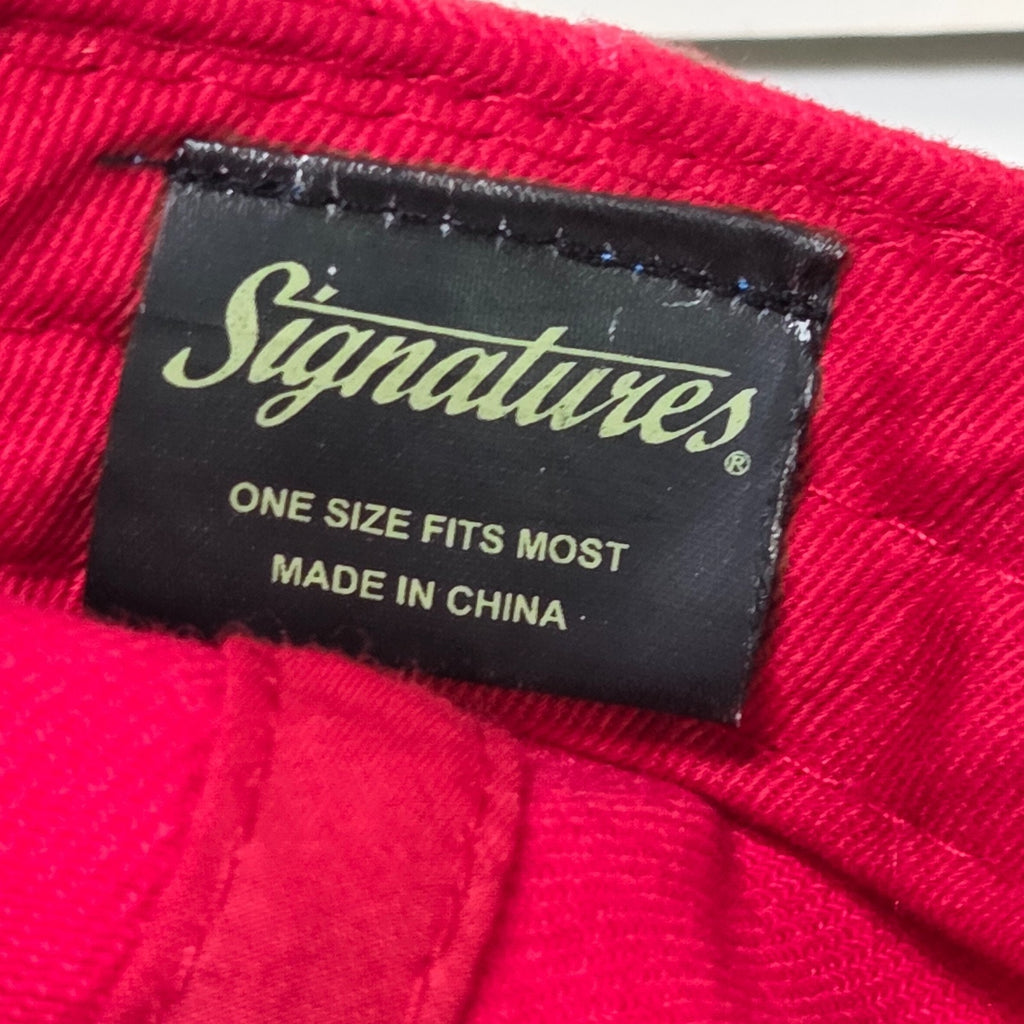 Signatures®
ONE SIZE FITS MOST
MADE IN CHINA